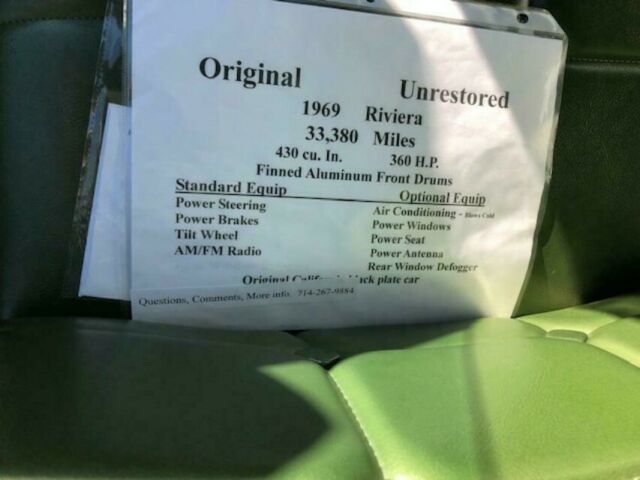 Original Unrestored
1969 Riviera
33,380 Miles
430 cu. In. 360 H.P.
Finned Aluminum Front Drums
Standard Equip Optional Equip
Power Steering Air Conditioning - Blows Cold
Power Brakes Power Windows
Tilt Wheel Power Seat
AM/FM Radio Power Antenna
Rear Window Defogger
Original plate car
Questions, Comments, More info. 714-267-9884